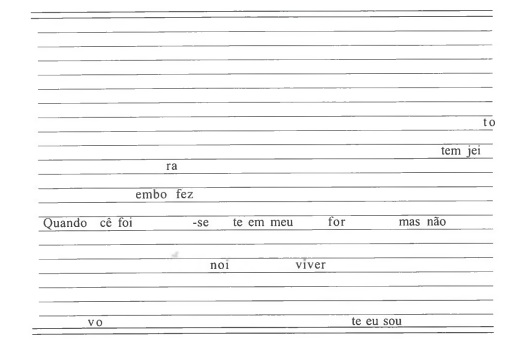 to
tem jei
ra
embo fez
Quando cê foi -se te em meu for mas não
noi viver
vo te eu sou